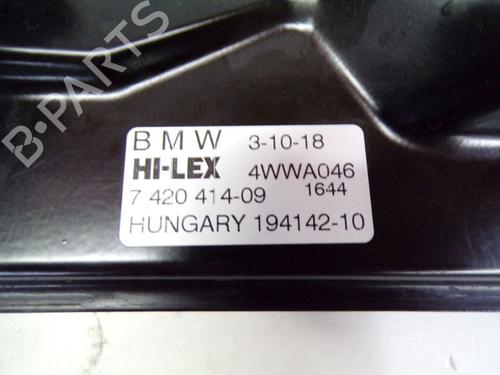 B-PARTS
BMW 3-10-18
HI-LEX 4WWA046
7 420 414-09 1644
HUNGARY 194142-10